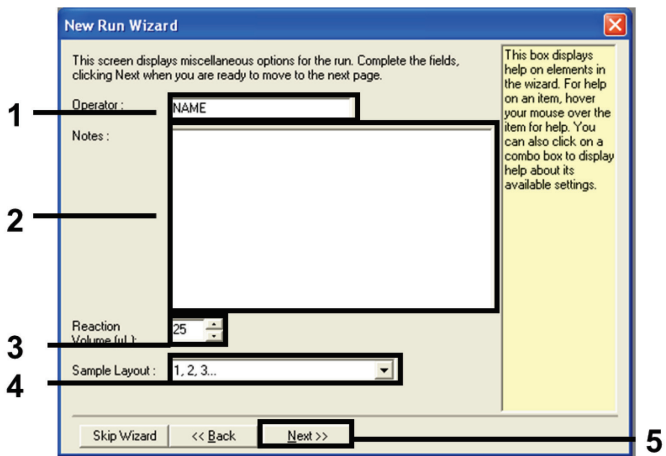 New Run Wizard
This screen displays miscellaneous options for the run. Complete the fields,
clicking Next when you are ready to move to the next page.
1
Operator :
NAME
2
Notes :
3
Reaction
Volume (µL):
25
4
Sample Layout :
1, 2, 3...
This box displays
help on elements in
the wizard. For help
on an item, hover
your mouse over the
item for help. You
can also click on a
combo box to display
help about its
available settings.
Skip Wizard
<< Back
Next >>
5